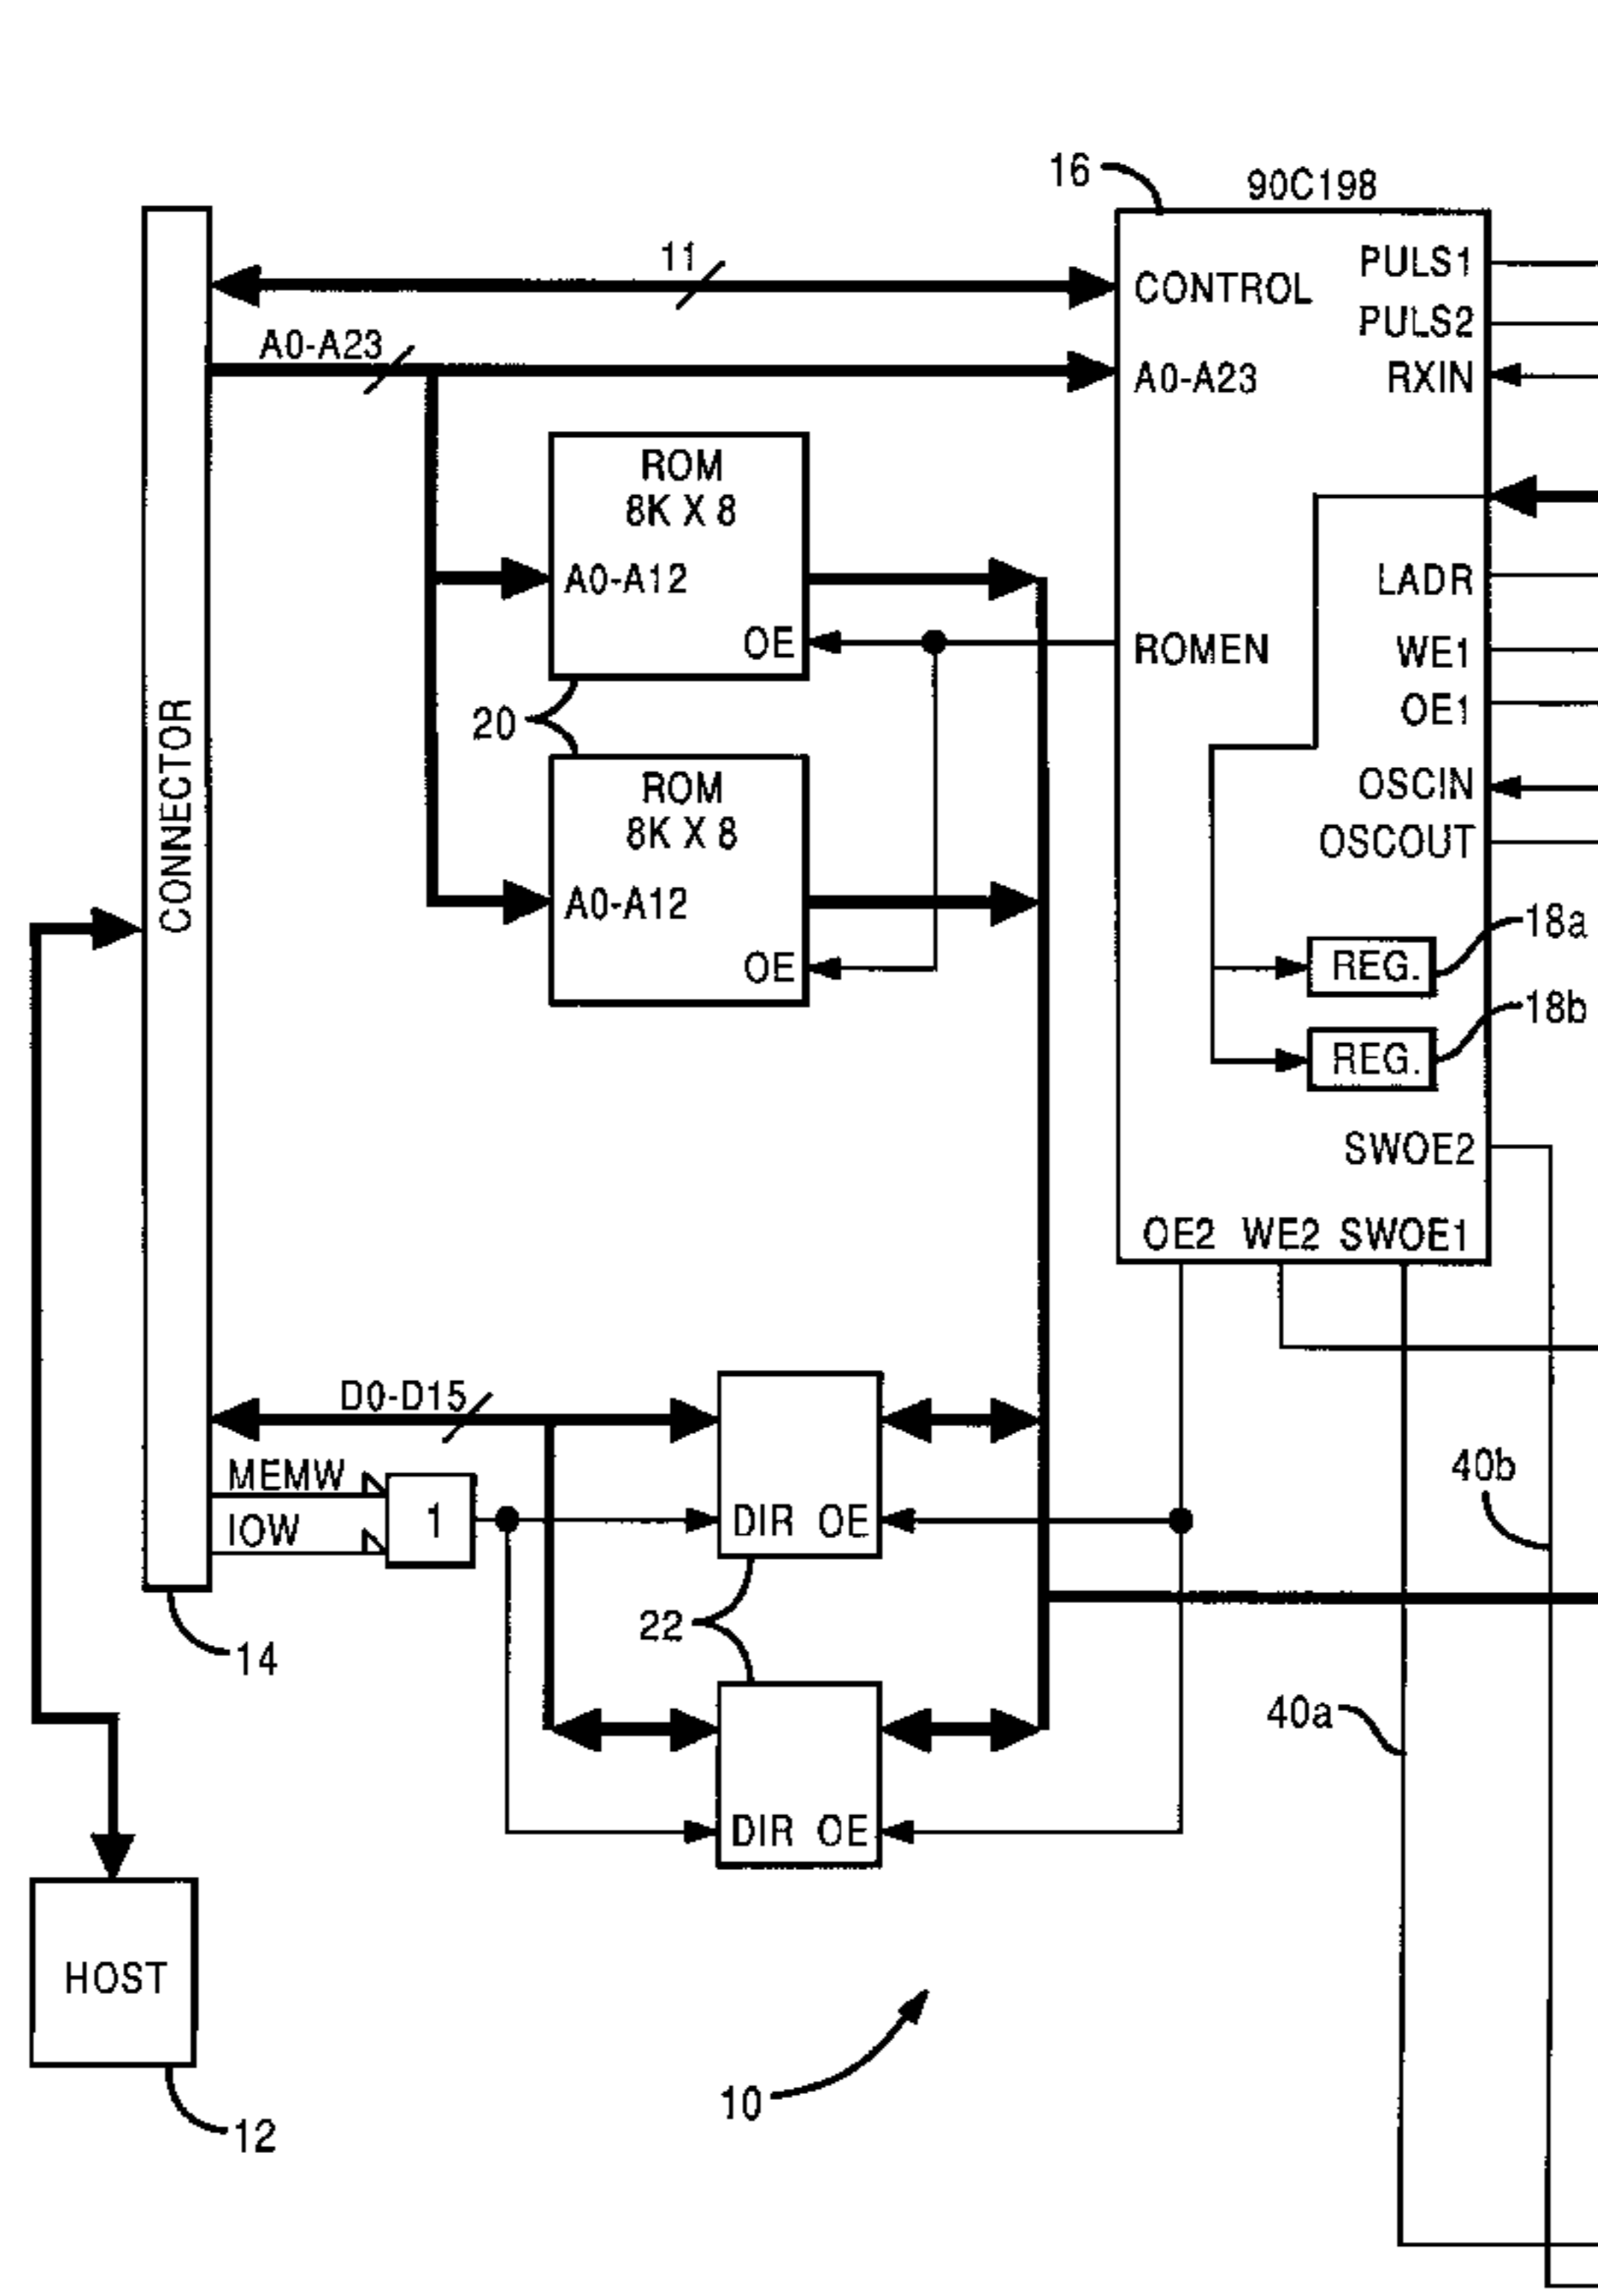 16
90C198
11
CONTROL
PULS1
PULS2
A0-A23
A0-A23
RXIN
ROM
8K X 8
A0-A12
OE
ROMEN
LADR
WE1
OE1
20
CONNECTOR
ROM
8K X 8
A0-A12
OE
OSCIN
OSCOUT
REG.
18a
REG.
18b
SWOE2
OE2 WE2 SWOE1
D0-D15
MEMW
IOW
1
DIR OE
40b
22
14
40a
DIR OE
HOST
10
12